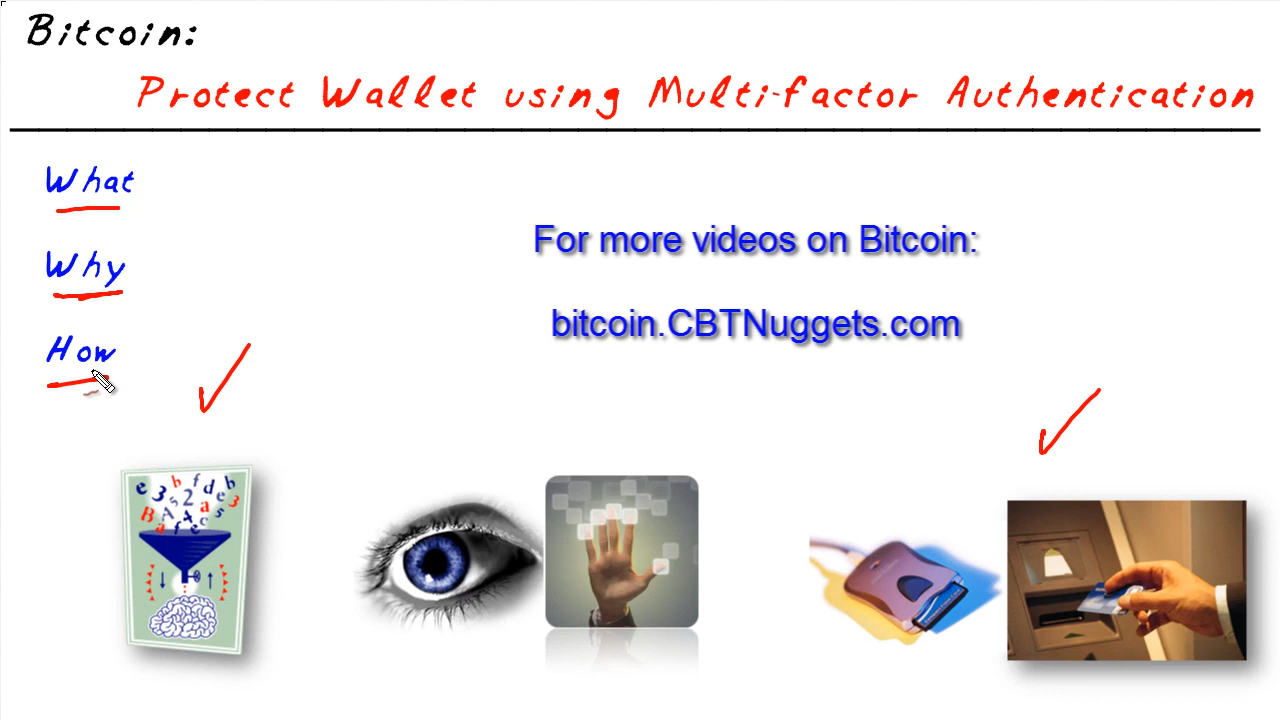 Bitcoin:
Protect Wallet using Multi-factor Authentication
What
Why
How
For more videos on Bitcoin:
bitcoin.CBTNuggets.com